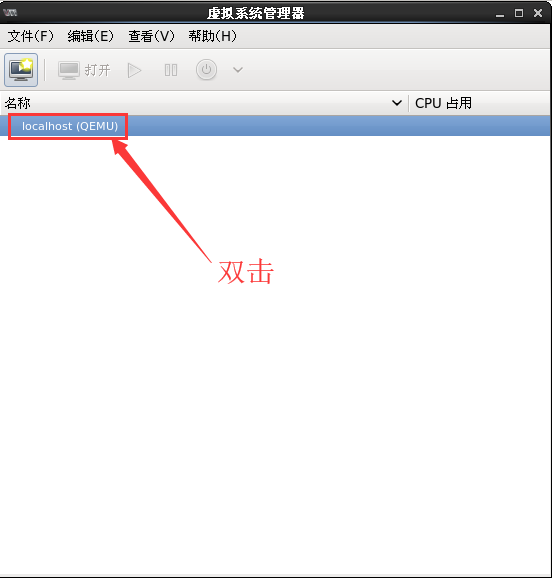 虚拟系统管理器
文件(F) 编辑(E) 查看(V) 帮助(H)
打开
名称 CPU 占用
localhost (QEMU)
双击